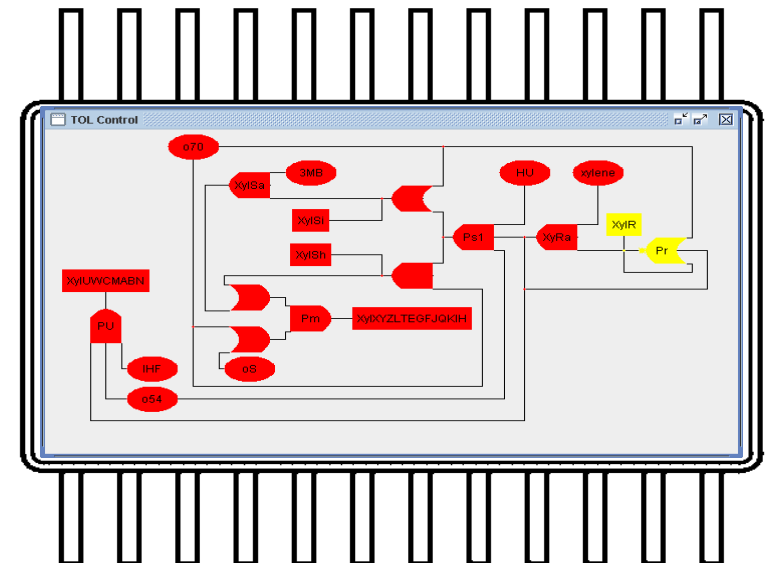 TOL Control
o70
3MB
HU
xylene
XylSa
XylSi
XylR
Ps1
XyRa
Pr
XylSh
XylUWCMABN
Pm
XylXYZLTEGFJQKIH
PU
IHF
oS
o54